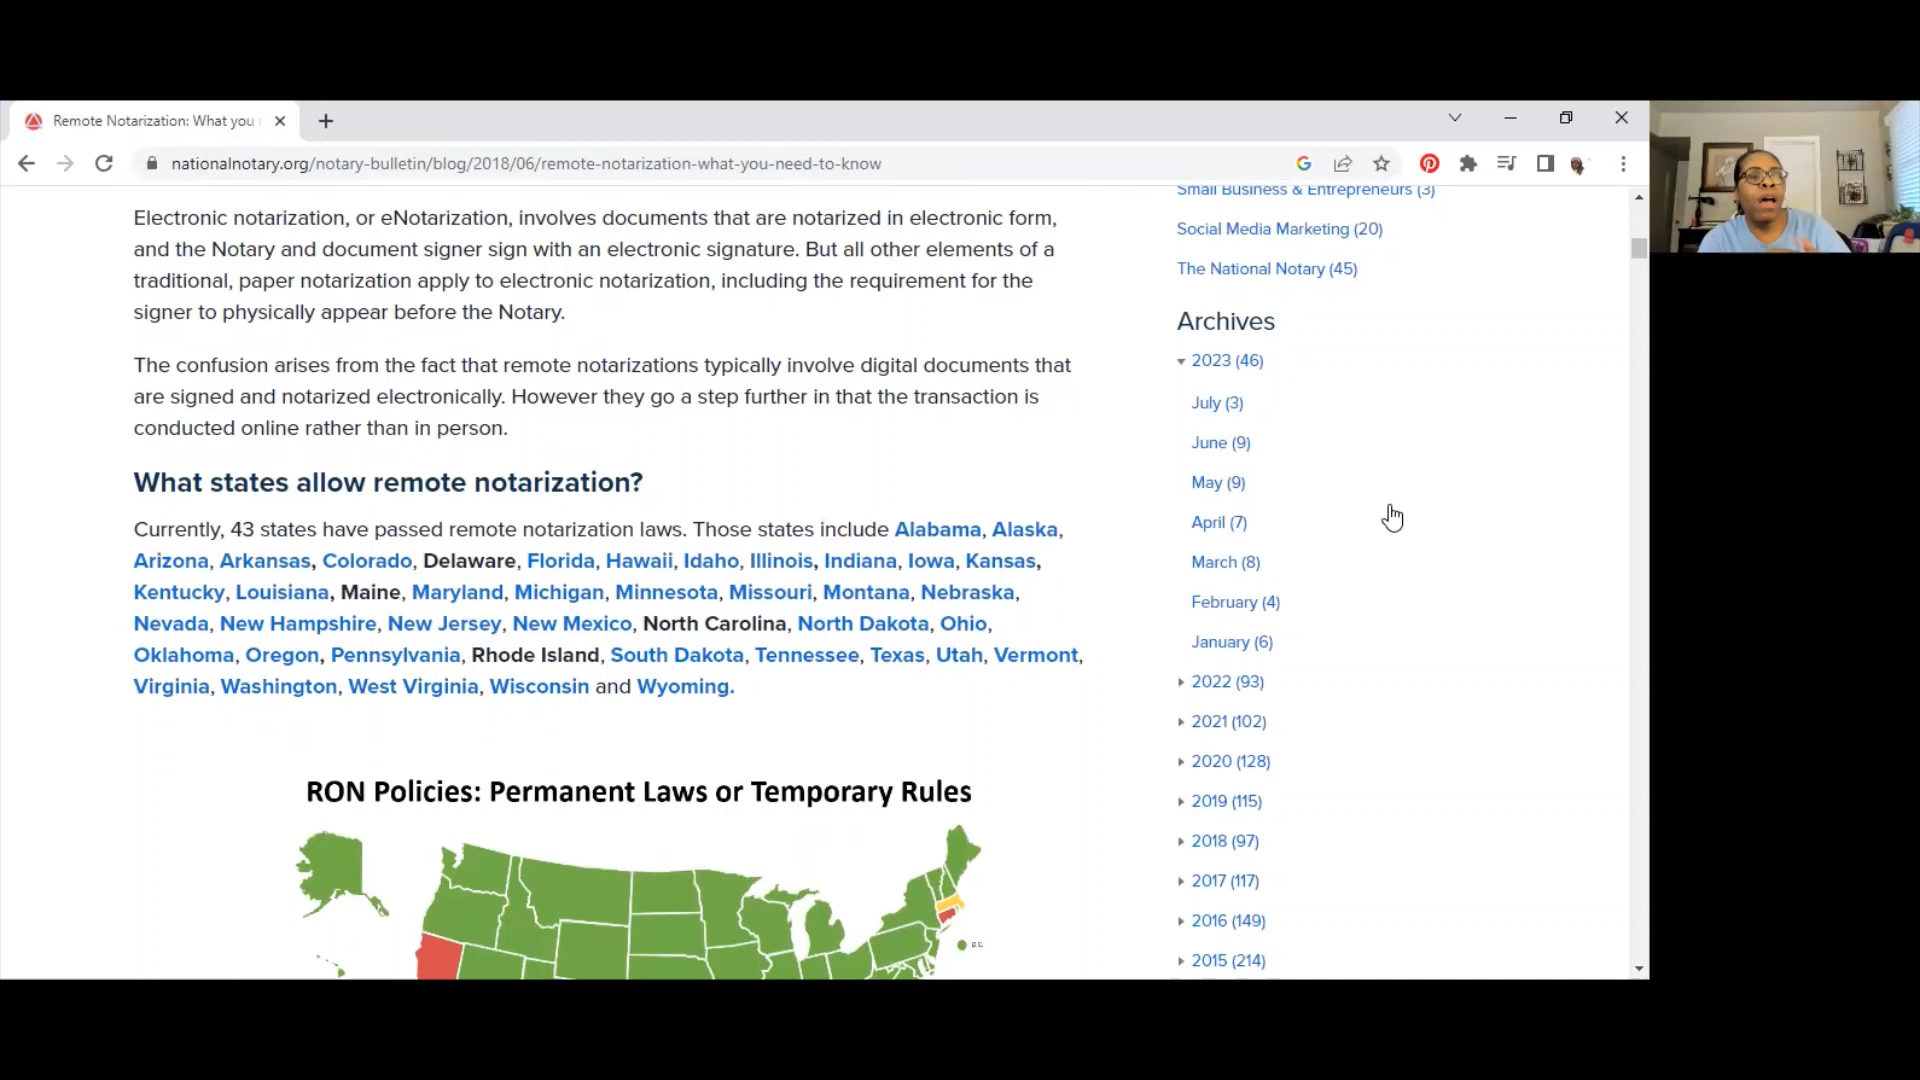 Remote Notarization: What you
nationalnotary.org/notary-bulletin/blog/2018/06/remote-notarization-what-you-need-to-know
Electronic notarization, or eNotarization, involves documents that are notarized in electronic form,
and the Notary and document signer sign with an electronic signature. But all other elements of a
traditional, paper notarization apply to electronic notarization, including the requirement for the
signer to physically appear before the Notary.
The confusion arises from the fact that remote notarizations typically involve digital documents that
are signed and notarized electronically. However they go a step further in that the transaction is
conducted online rather than in person.
What states allow remote notarization?
Currently, 43 states have passed remote notarization laws. Those states include Alabama, Alaska,
Arizona, Arkansas, Colorado, Delaware, Florida, Hawaii, Idaho, Illinois, Indiana, Iowa, Kansas,
Kentucky, Louisiana, Maine, Maryland, Michigan, Minnesota, Missouri, Montana, Nebraska,
Nevada, New Hampshire, New Jersey, New Mexico, North Carolina, North Dakota, Ohio,
Oklahoma, Oregon, Pennsylvania, Rhode Island, South Dakota, Tennessee, Texas, Utah, Vermont,
Virginia, Washington, West Virginia, Wisconsin and Wyoming.
RON Policies: Permanent Laws or Temporary Rules
D.C.
Small Business & Entrepreneurs (3)
Social Media Marketing (20)
The National Notary (45)
Archives
2023 (46)
July (3)
June (9)
May (9)
April (7)
March (8)
February (4)
January (6)
2022 (93)
2021 (102)
2020 (128)
2019 (115)
2018 (97)
2017 (117)
2016 (149)
2015 (214)